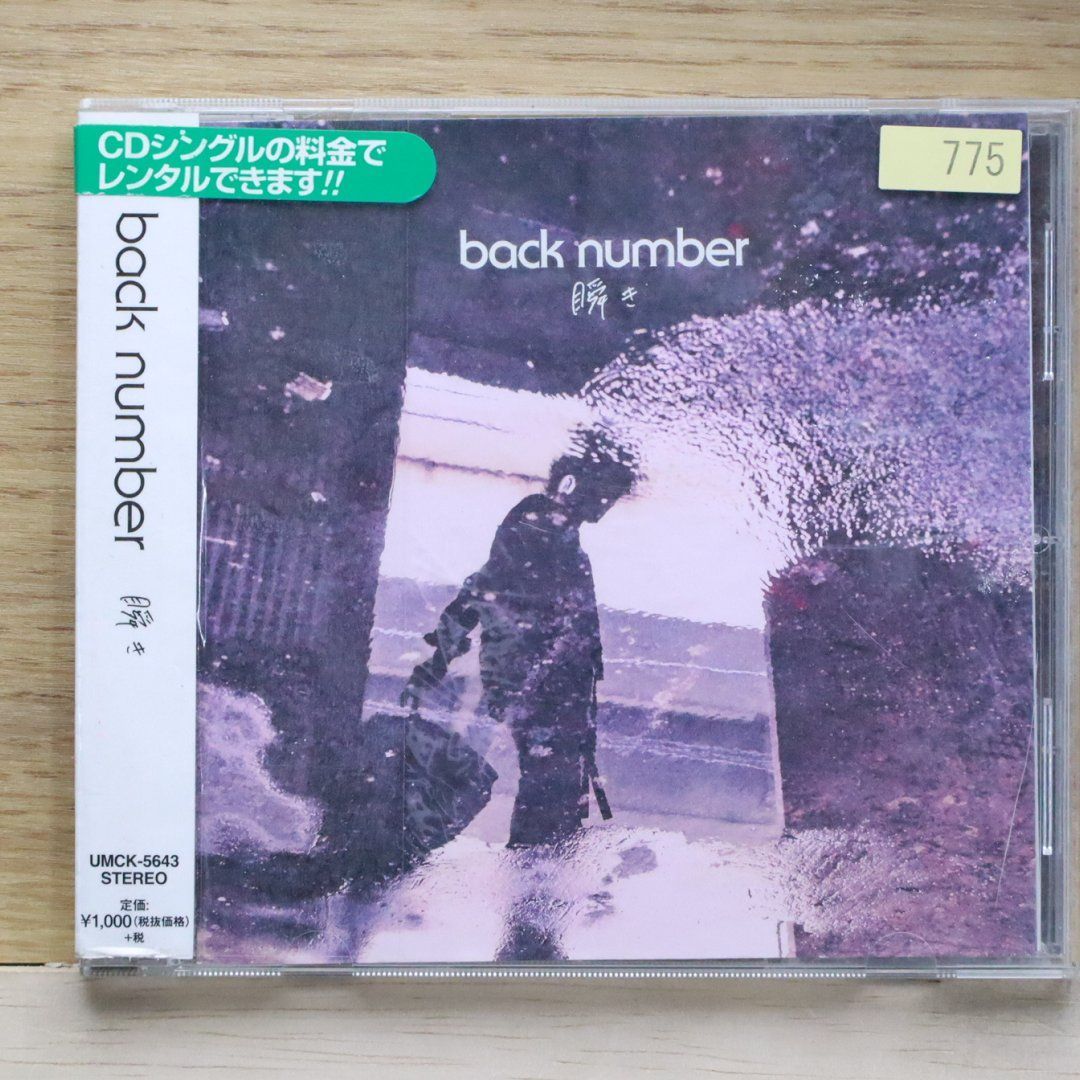 CDシングルの料金で
レンタルできます!!
775
back number
瞬き
back number
瞬き
UMCK-5643
STEREO
定価:
¥1,000(税抜価格)
+税